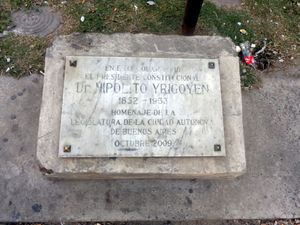 EL PRESIDENTE CONSTITUCIONAL
Dr. HIPOLITO YRIGOYEN
1852 - 1933
HOMENAJE DE LA
LEGISLATURA DE LA CIUDAD AUTONOMA
DE BUENOS AIRES
OCTUBRE 2009